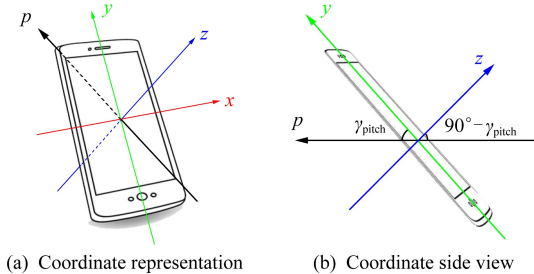 p
y
z
x
(a) Coordinate representation
y
z
p
γpitch
90°−γpitch
(b) Coordinate side view